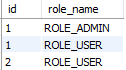 id role_name
1 ROLE_ADMIN
1 ROLE_USER
2 ROLE_USER